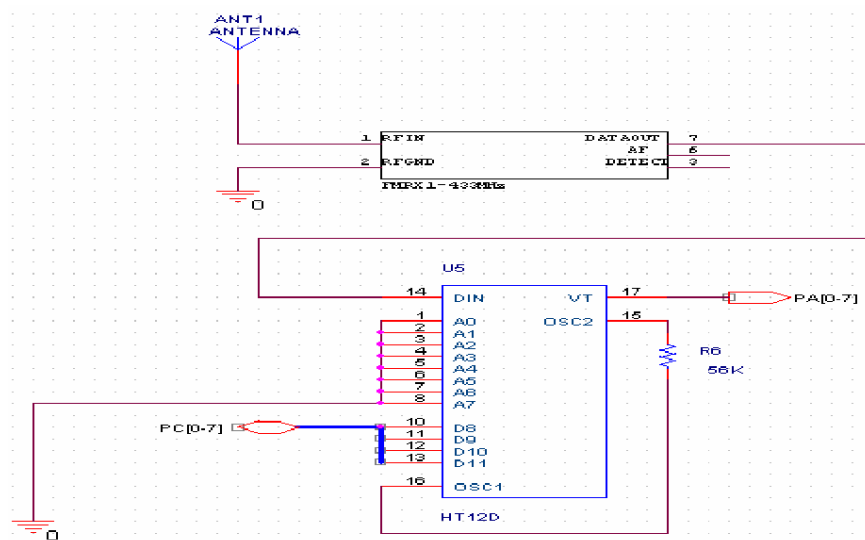 ANT1
ANTENNA
1 RFIN DATAOUT 7
AF
2 RFGND DETECT 3
FMRX1-433MHz
0
U5
14 DIN VT 17 PA[0-7]
1 A0 OSC2 15
2 A1
3 A2 R6
4 A3 56K
5 A4
6 A5
7 A6
8 A7
PC[0-7] 10 D8
11 D9
12 D10
13 D11
16 OSC1
HT12D
0